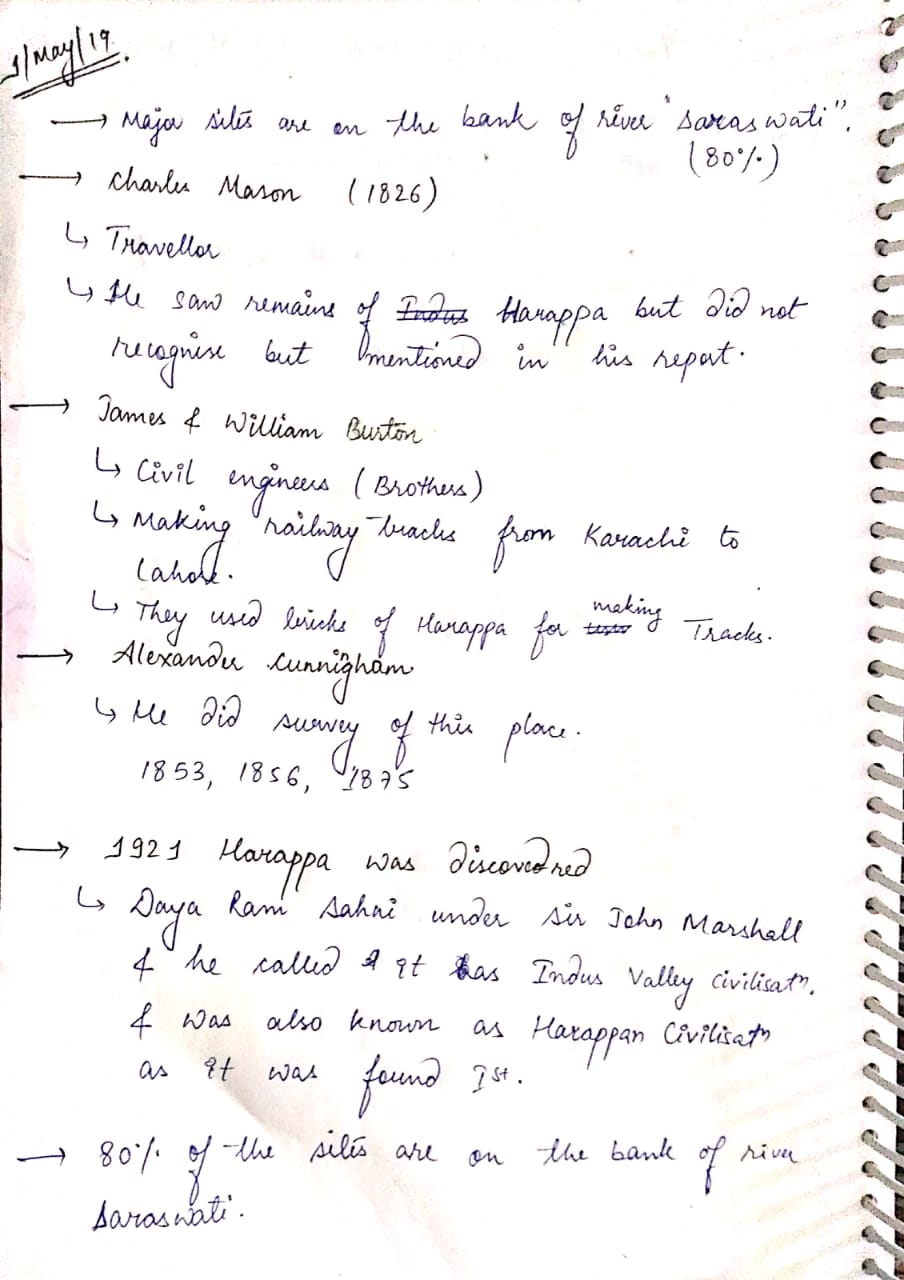 1/May/19.
→ Major sites are on the bank of river "Saraswati".
(80%)
→ Charles Mason (1826)
↳ Travellor
↳ He saw remains of Indus Harappa but did not
recognise but mentioned in his report.
→ James & William Burton
↳ Civil engineers (Brothers)
↳ Making railway tracks from Karachi to
Lahore.
↳ They used bricks of Harappa for making Tracks.
→ Alexander Cunnigham
↳ He did survey of this place.
1853, 1856, 1875
→ 1921 Harappa was discovered
↳ Daya Ram Sahni under Sir John Marshall
& he called it as Indus Valley Civilisatn.
& was also known as Harappan Civilisatn
as it was found Ist.
→ 80% of the sites are on the bank of river
Saraswati.